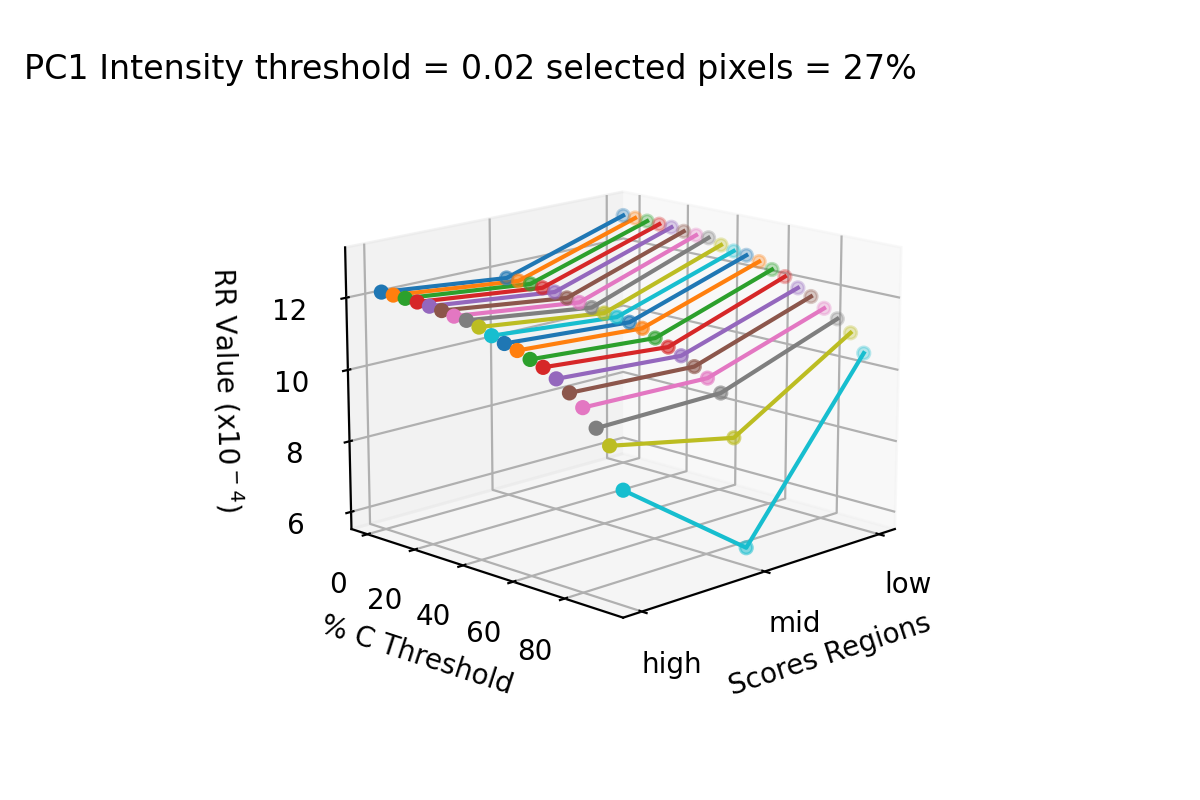 PC1 Intensity threshold = 0.02 selected pixels = 27%
RR Value (x10⁻⁴)
12
10
8
6
0
20
40
60
80
% C Threshold
high
mid
low
Scores Regions